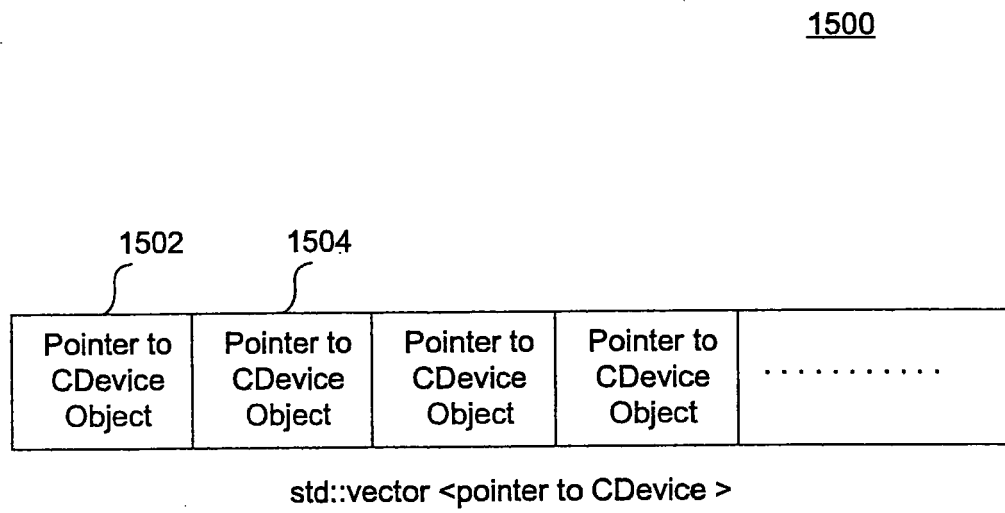 1500
1502
1504
Pointer to
CDevice
Object
Pointer to
CDevice
Object
Pointer to
CDevice
Object
Pointer to
CDevice
Object
. . . . . . . . . . .
std::vector <pointer to CDevice >